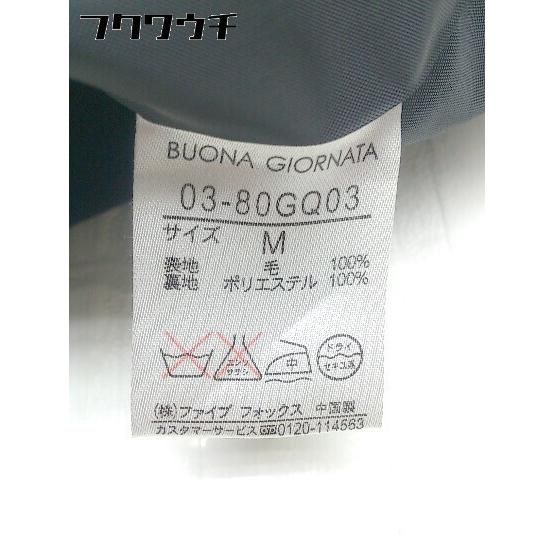 フクワウチ
BUONA GIORNATA
03-80GQ03
サイズ M
表地 毛 100%
裏地 ポリエステル 100%
エンソ サラシ 中 ドライ セキユ系
(株)ファイブ フォックス 中国製
カスタマーサービス 0120-114563